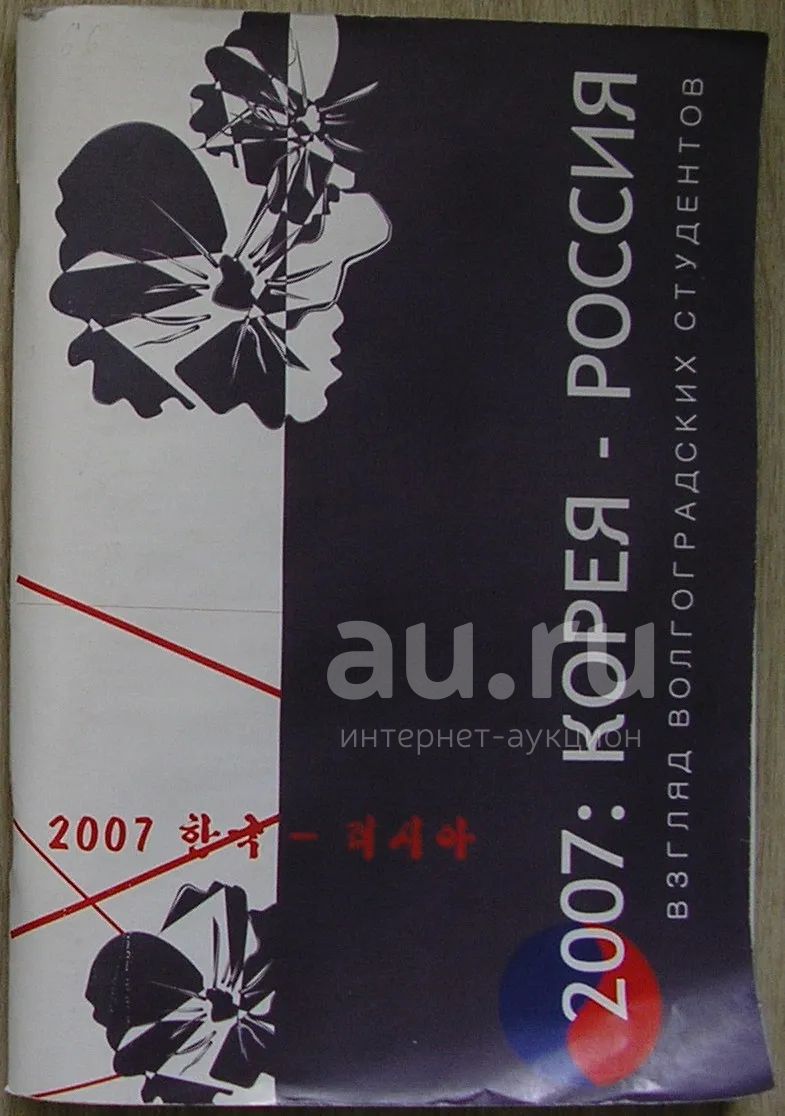 2007: КОРЕЯ - РОССИЯ
ВЗГЛЯД ВОЛГОГРАДСКИХ СТУДЕНТОВ
au.ru
интернет-аукцион
2007 한국 - 러시아